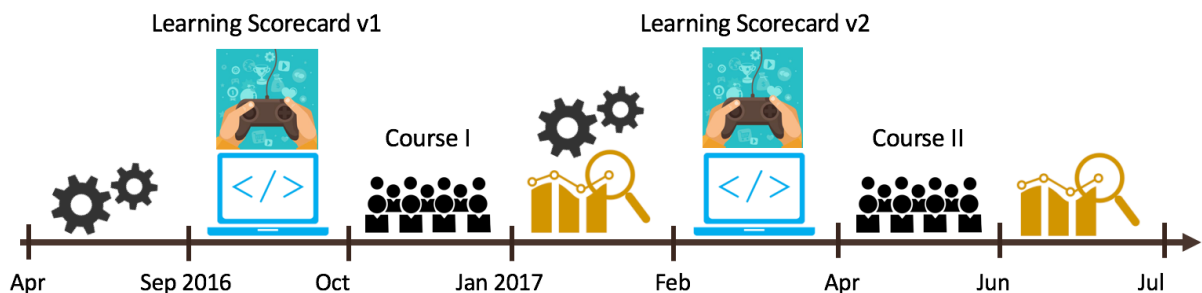 Learning Scorecard v1
Learning Scorecard v2
Course I
Course II
</>
</>
Apr
Sep 2016
Oct
Jan 2017
Feb
Apr
Jun
Jul